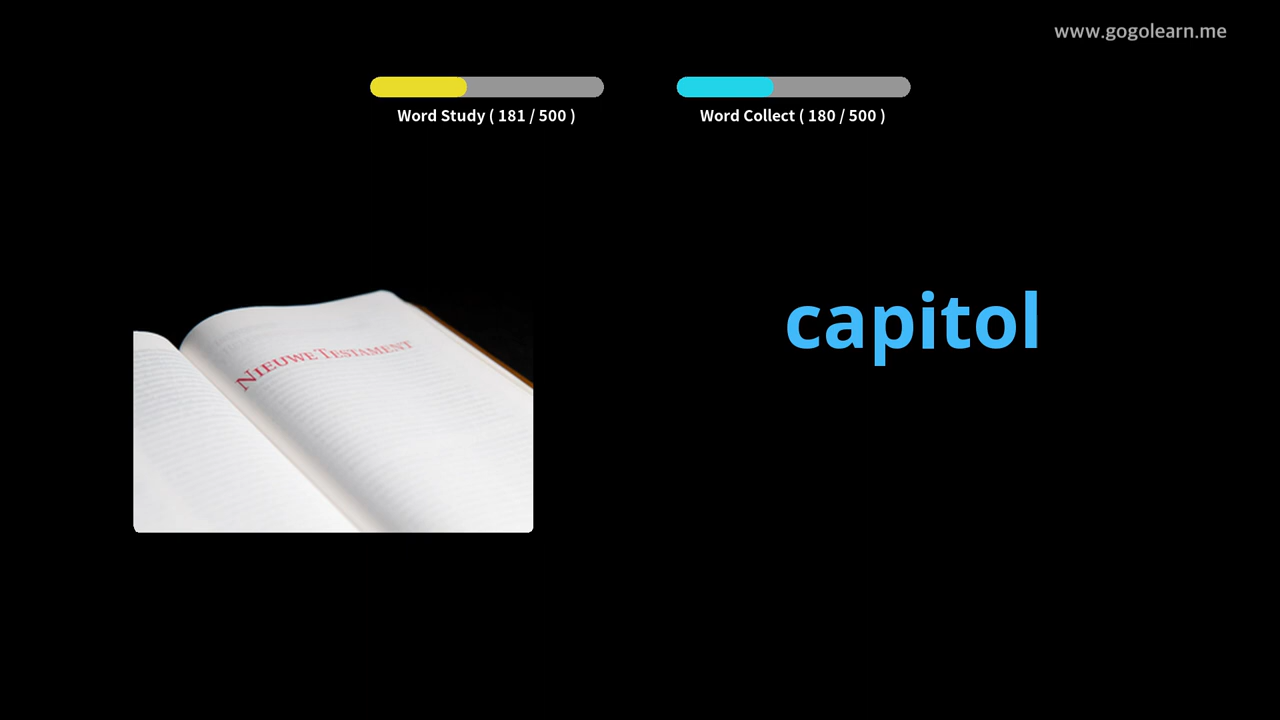 www.gogolearn.me
Word Study ( 181 / 500 )
Word Collect ( 180 / 500 )
NIEUWE TESTAMENT
capitol